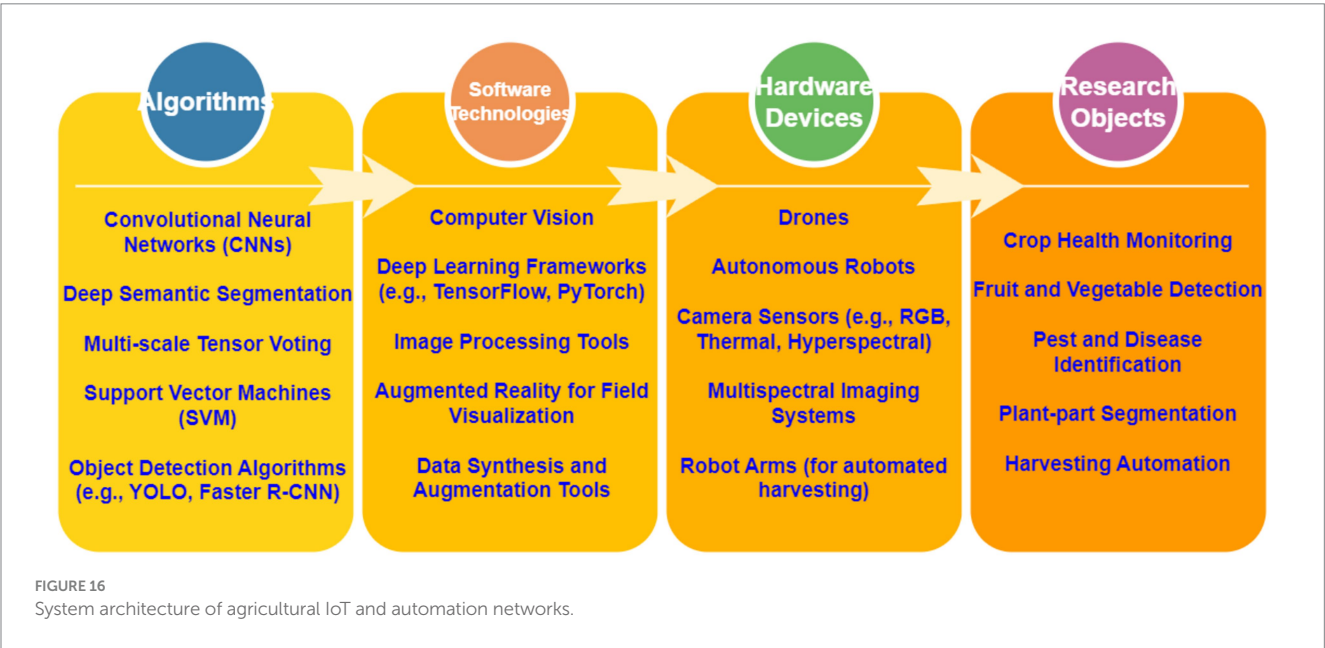 Algorithms
Convolutional Neural
Networks (CNNs)
Deep Semantic Segmentation
Multi-scale Tensor Voting
Support Vector Machines
(SVM)
Object Detection Algorithms
(e.g., YOLO, Faster R-CNN)
Software
Technologies
Computer Vision
Deep Learning Frameworks
(e.g., TensorFlow, PyTorch)
Image Processing Tools
Augmented Reality for Field
Visualization
Data Synthesis and
Augmentation Tools
Hardware
Devices
Drones
Autonomous Robots
Camera Sensors (e.g., RGB,
Thermal, Hyperspectral)
Multispectral Imaging
Systems
Robot Arms (for automated
harvesting)
Research
Objects
Crop Health Monitoring
Fruit and Vegetable Detection
Pest and Disease
Identification
Plant-part Segmentation
Harvesting Automation
FIGURE 16
System architecture of agricultural IoT and automation networks.